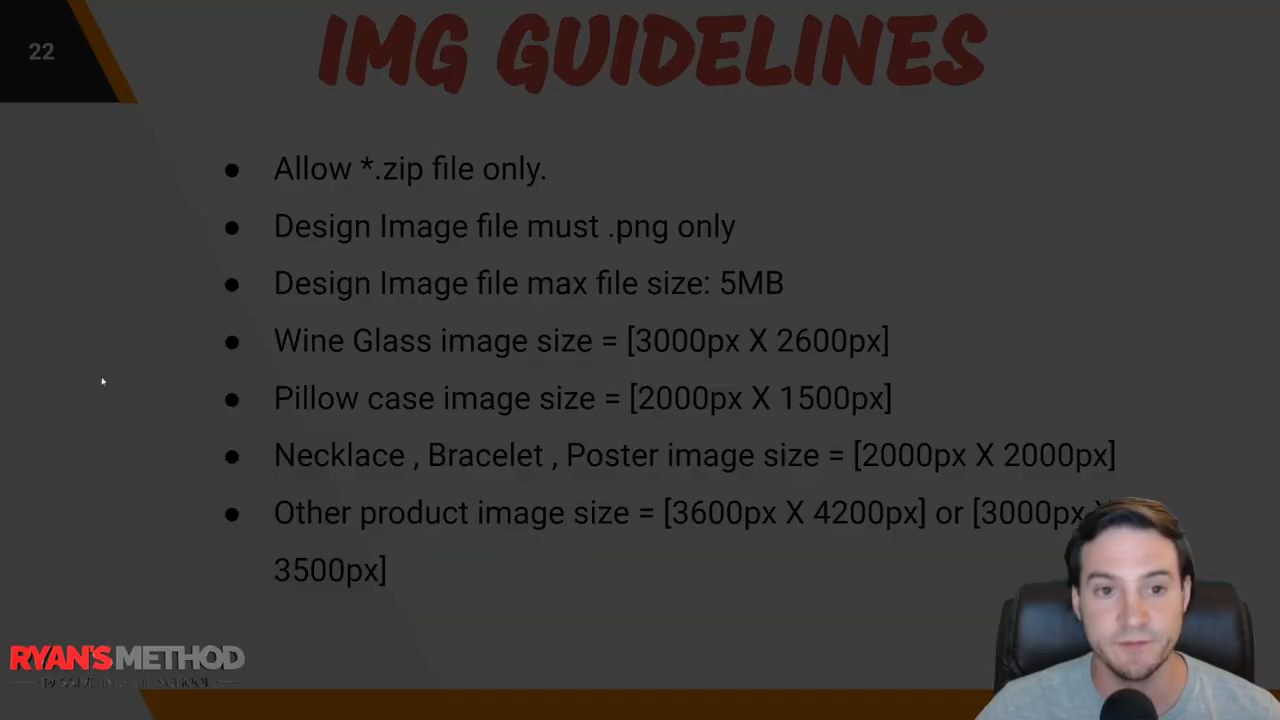 22
IMG GUIDELINES
● Allow *.zip file only.
● Design Image file must .png only
● Design Image file max file size: 5MB
● Wine Glass image size = [3000px X 2600px]
● Pillow case image size = [2000px X 1500px]
● Necklace , Bracelet , Poster image size = [2000px X 2000px]
● Other product image size = [3600px X 4200px] or [3000px X
3500px]
RYAN'S METHOD